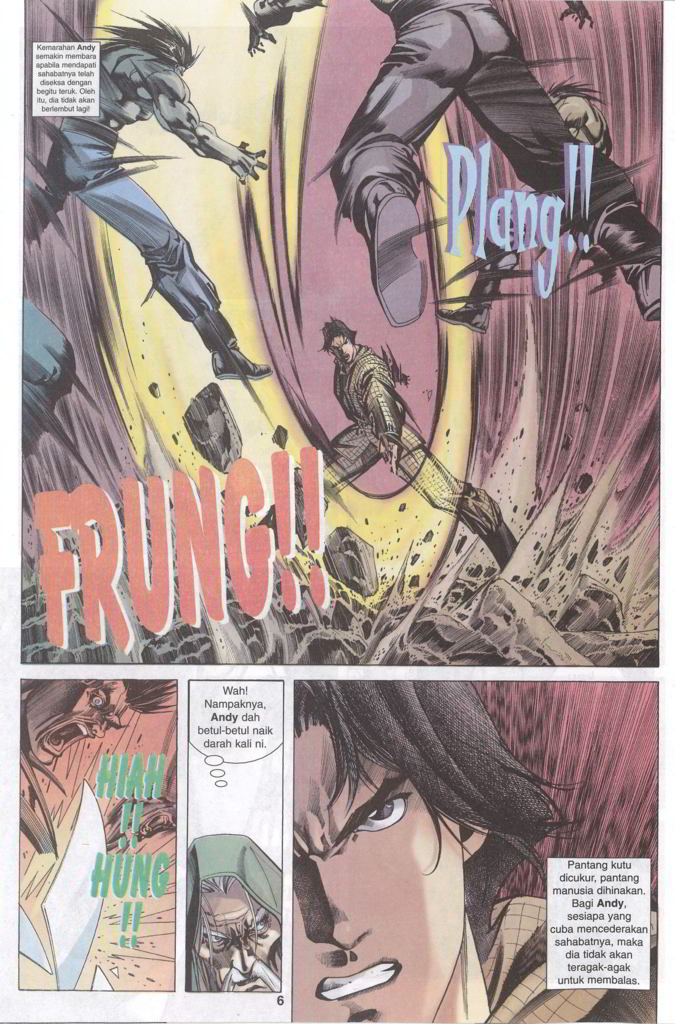 Kemarahan Andy
semakin membara
apabila mendapati
sahabatnya telah
diseksa dengan
begitu teruk. Oleh
itu, dia tidak akan
berlembut lagi!
Plang!!
FRUNG!!
HIAH
!!
HUNG
!!
Wah!
Nampaknya,
Andy dah
betul-betul naik
darah kali ni.
Pantang kutu
dicukur, pantang
manusia dihinakan.
Bagi Andy,
sesiapa yang
cuba mencederakan
sahabatnya, maka
dia tidak akan
teragak-agak
untuk membalas.
6